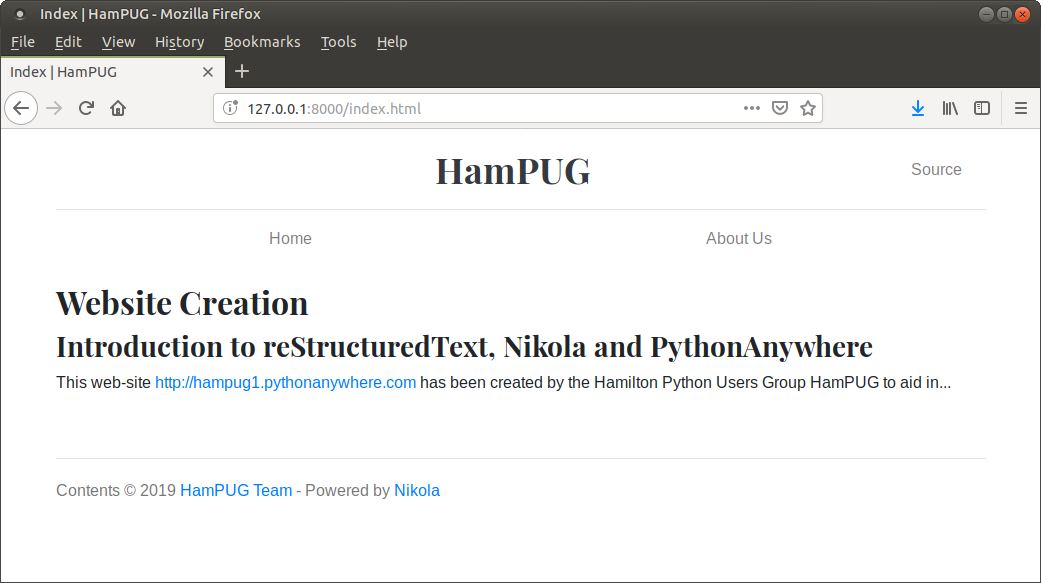 Index | HamPUG - Mozilla Firefox
File Edit View History Bookmarks Tools Help
Index | HamPUG
127.0.0.1:8000/index.html
HamPUG
Source
Home
About Us
Website Creation
Introduction to reStructuredText, Nikola and PythonAnywhere
This web-site http://hampug1.pythonanywhere.com has been created by the Hamilton Python Users Group HamPUG to aid in...
Contents © 2019 HamPUG Team - Powered by Nikola